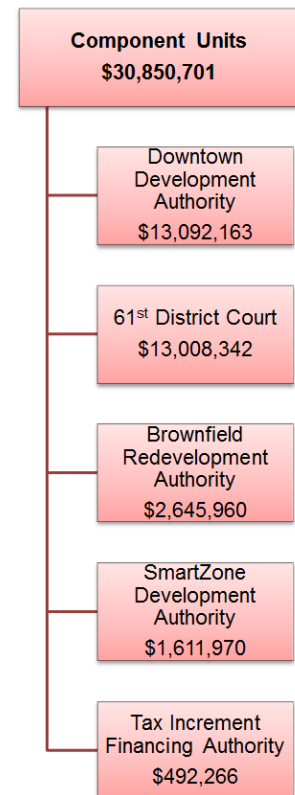 Component Units
$30,850,701
Downtown
Development
Authority
$13,092,163
61st District Court
$13,008,342
Brownfield
Redevelopment
Authority
$2,645,960
SmartZone
Development
Authority
$1,611,970
Tax Increment
Financing Authority
$492,266